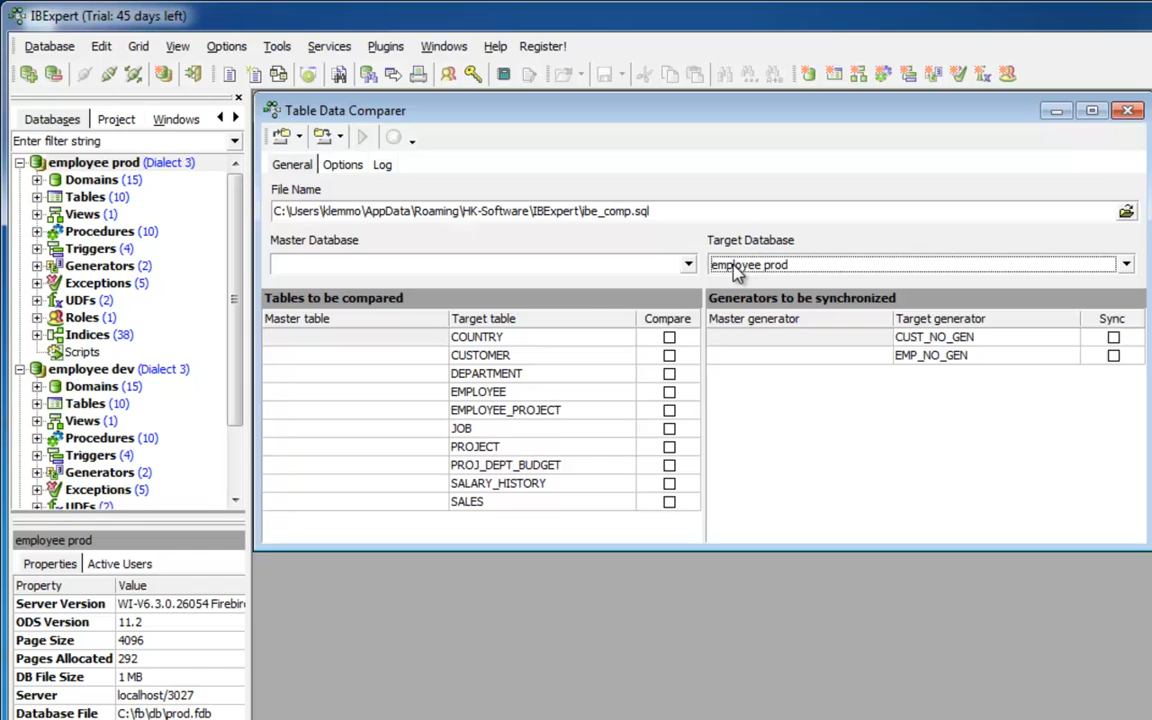 IBExpert (Trial: 45 days left)
Database Edit Grid View Options Tools Services Plugins Windows Help Register!
Databases Project Windows
Enter filter string
employee prod (Dialect 3)
Domains (15)
Tables (10)
Views (1)
Procedures (10)
Triggers (4)
Generators (2)
Exceptions (5)
UDFs (2)
Roles (1)
Indices (38)
Scripts
employee dev (Dialect 3)
Domains (15)
Tables (10)
Views (1)
Procedures (10)
Triggers (4)
Generators (2)
Exceptions (5)
UDFs (2)
employee prod
Properties Active Users
Property Value
Server Version WI-V6.3.0.26054 Firebir
ODS Version 11.2
Page Size 4096
Pages Allocated 292
DB File Size 1 MB
Server localhost/3027
Database File C:\fb\db\prod.fdb
Table Data Comparer
General Options Log
File Name
C:\Users\klemmo\AppData\Roaming\HK-Software\IBExpert\ibe_comp.sql
Master Database Target Database
employee prod
Tables to be compared
Master table Target table Compare
COUNTRY
CUSTOMER
DEPARTMENT
EMPLOYEE
EMPLOYEE_PROJECT
JOB
PROJECT
PROJ_DEPT_BUDGET
SALARY_HISTORY
SALES
Generators to be synchronized
Master generator Target generator Sync
CUST_NO_GEN
EMP_NO_GEN